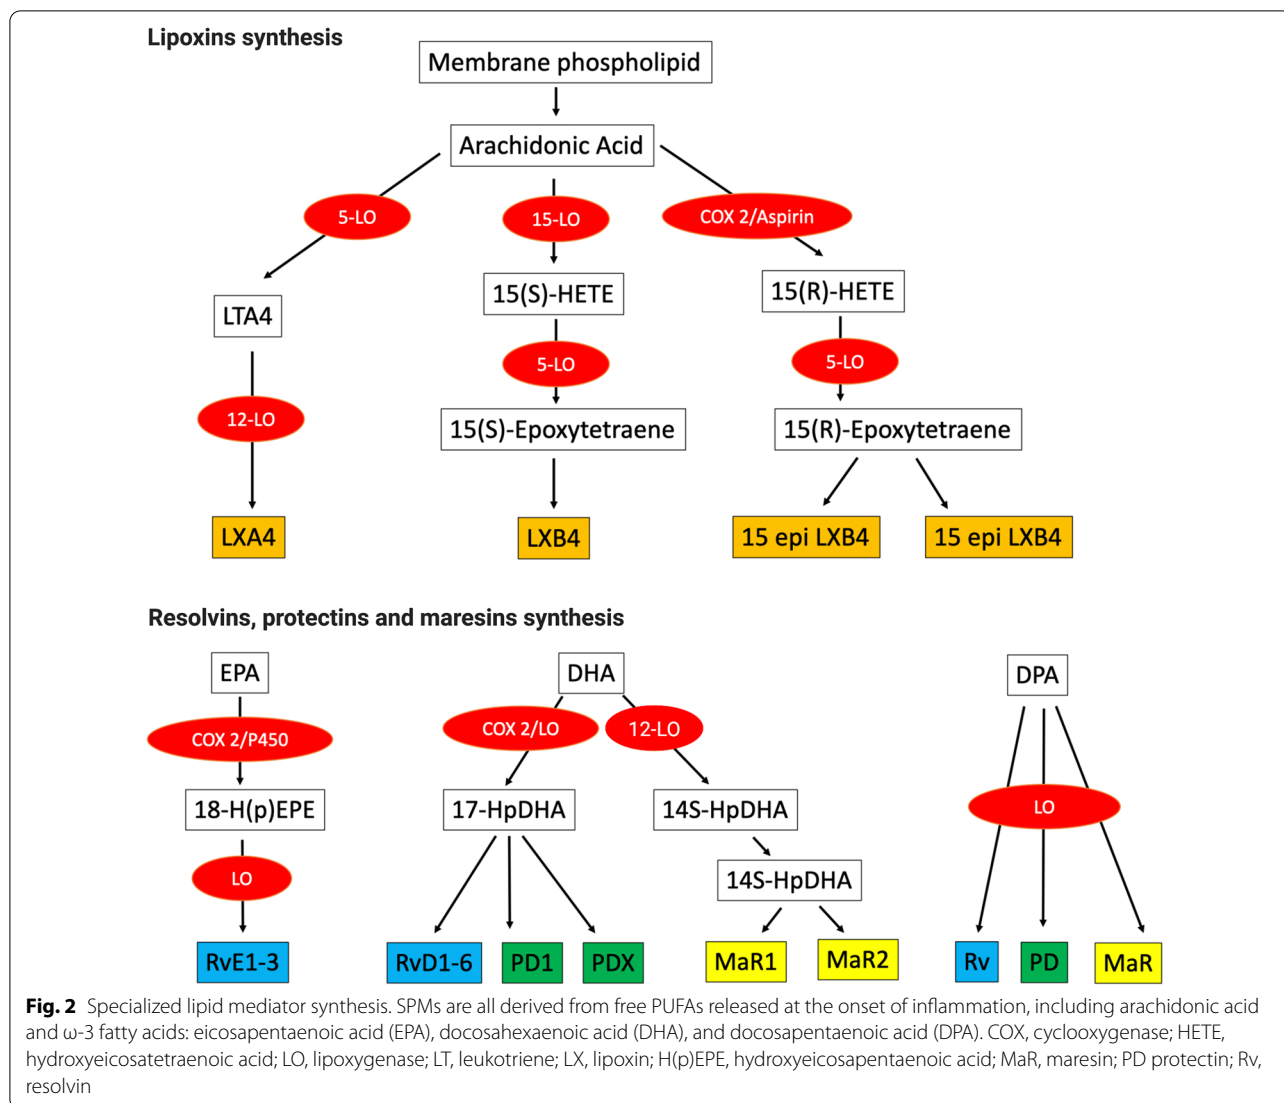 Lipoxins synthesis
Membrane phospholipid
Arachidonic Acid
5-LO
15-LO
COX 2/Aspirin
LTA4
15(S)-HETE
15(R)-HETE
5-LO
5-LO
12-LO
15(S)-Epoxytetraene
15(R)-Epoxytetraene
LXA4
LXB4
15 epi LXB4
15 epi LXB4
Resolvins, protectins and maresins synthesis
EPA
DHA
DPA
COX 2/P450
COX 2/LO
12-LO
18-H(p)EPE
17-HpDHA
14S-HpDHA
LO
LO
14S-HpDHA
RvE1-3
RvD1-6
PD1
PDX
MaR1
MaR2
Rv
PD
MaR
Fig. 2 Specialized lipid mediator synthesis. SPMs are all derived from free PUFAs released at the onset of inflammation, including arachidonic acid
and ω-3 fatty acids: eicosapentaenoic acid (EPA), docosahexaenoic acid (DHA), and docosapentaenoic acid (DPA). COX, cyclooxygenase; HETE,
hydroxyeicosatetraenoic acid; LO, lipoxygenase; LT, leukotriene; LX, lipoxin; H(p)EPE, hydroxyeicosapentaenoic acid; MaR, maresin; PD protectin; Rv,
resolvin